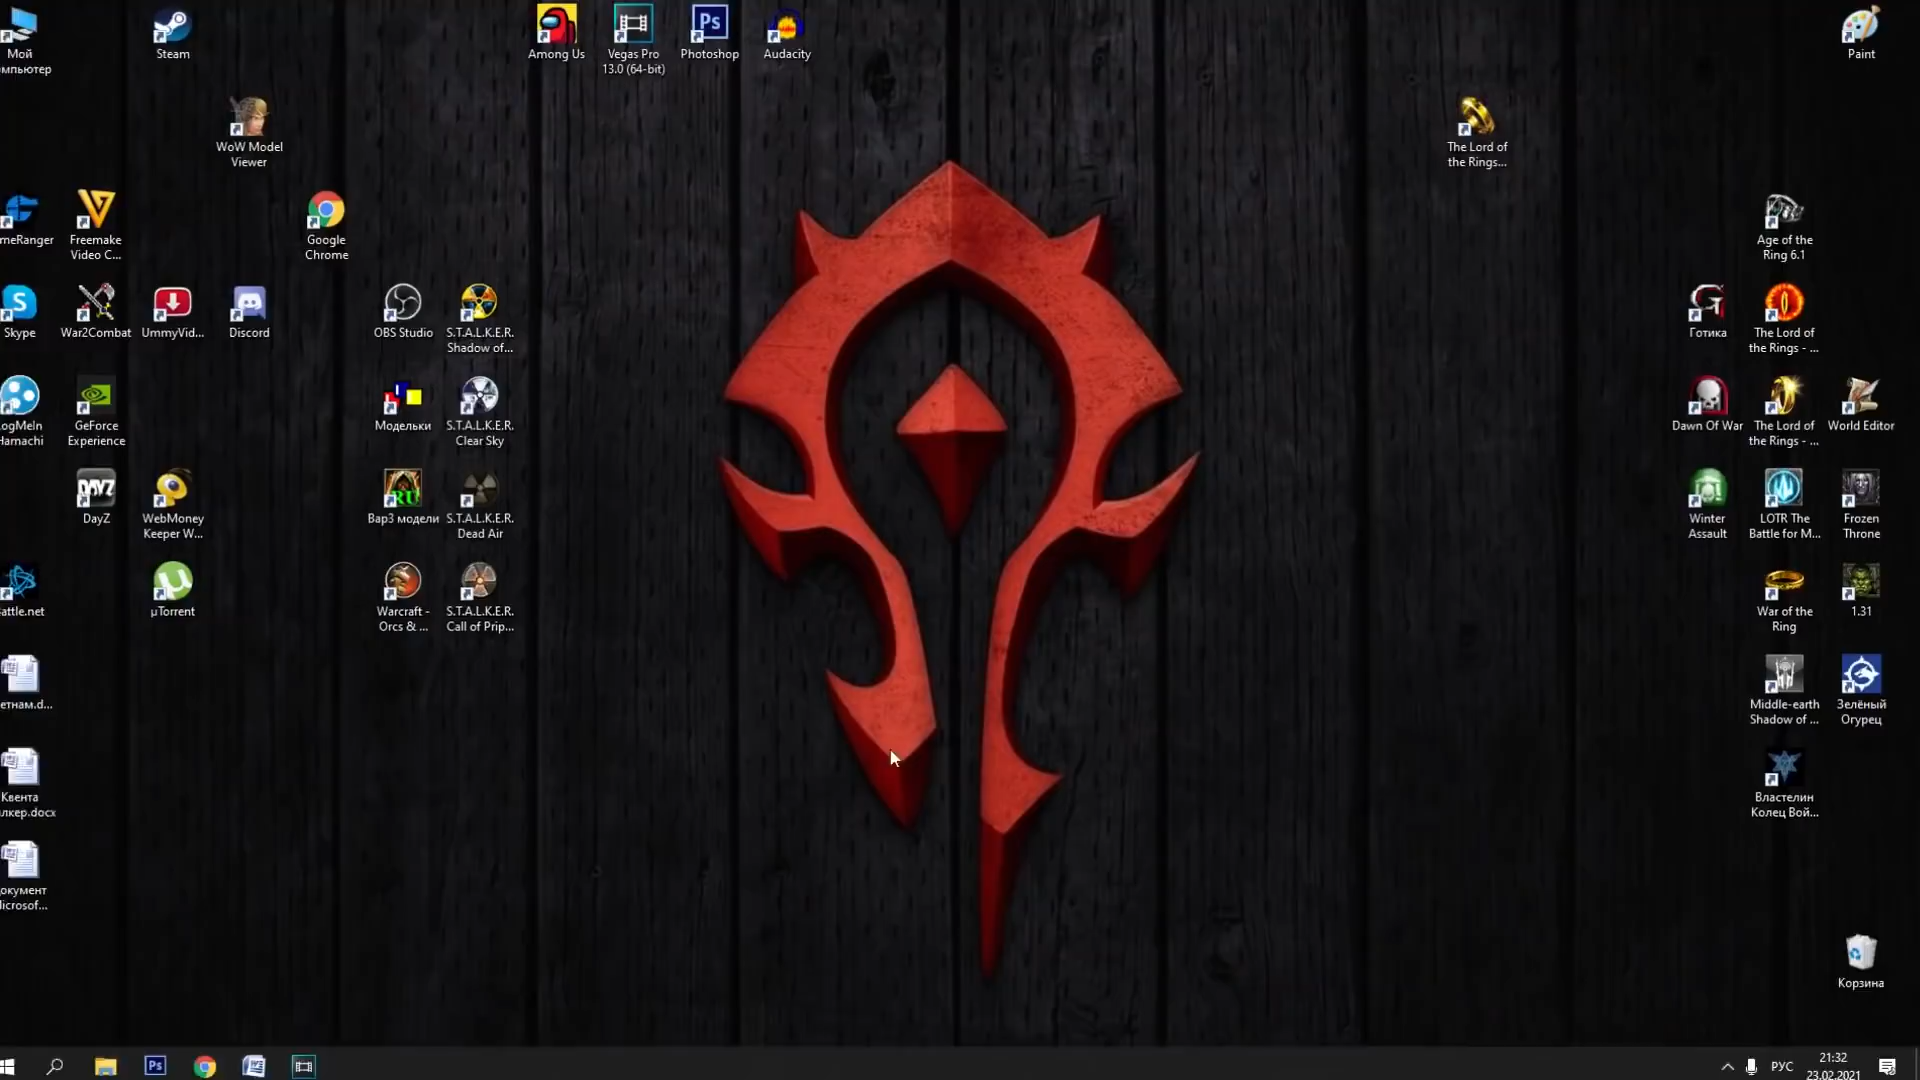 Мой
мпьютер
Steam
Among Us
Vegas Pro
13.0 (64-bit)
Photoshop
Audacity
Paint
WoW Model
Viewer
The Lord of
the Rings...
meRanger
Freemake
Video C...
Google
Chrome
Age of the
Ring 6.1
Skype
War2Combat
UmmyVid...
Discord
OBS Studio
S.T.A.L.K.E.R.
Shadow of...
Готика
The Lord of
the Rings - ...
LogMeIn
Hamachi
GeForce
Experience
Модельки
S.T.A.L.K.E.R.
Clear Sky
Dawn Of War
The Lord of
the Rings - ...
World Editor
DAYZ
DayZ
WebMoney
Keeper W...
RU
Вар3 модели
S.T.A.L.K.E.R.
Dead Air
Winter
Assault
LOTR The
Battle for M...
Frozen
Throne
attle.net
µTorrent
Warcraft -
Orcs & ...
S.T.A.L.K.E.R.
Call of Prip...
War of the
Ring
1.31
етнам.d...
Middle-earth
Shadow of ...
Зелёный
Огурец
Квента
лкер.docx
Властелин
Колец Вой...
окумент
Microsof...
Корзина
Ps
РУС
21:32
23.02.2021